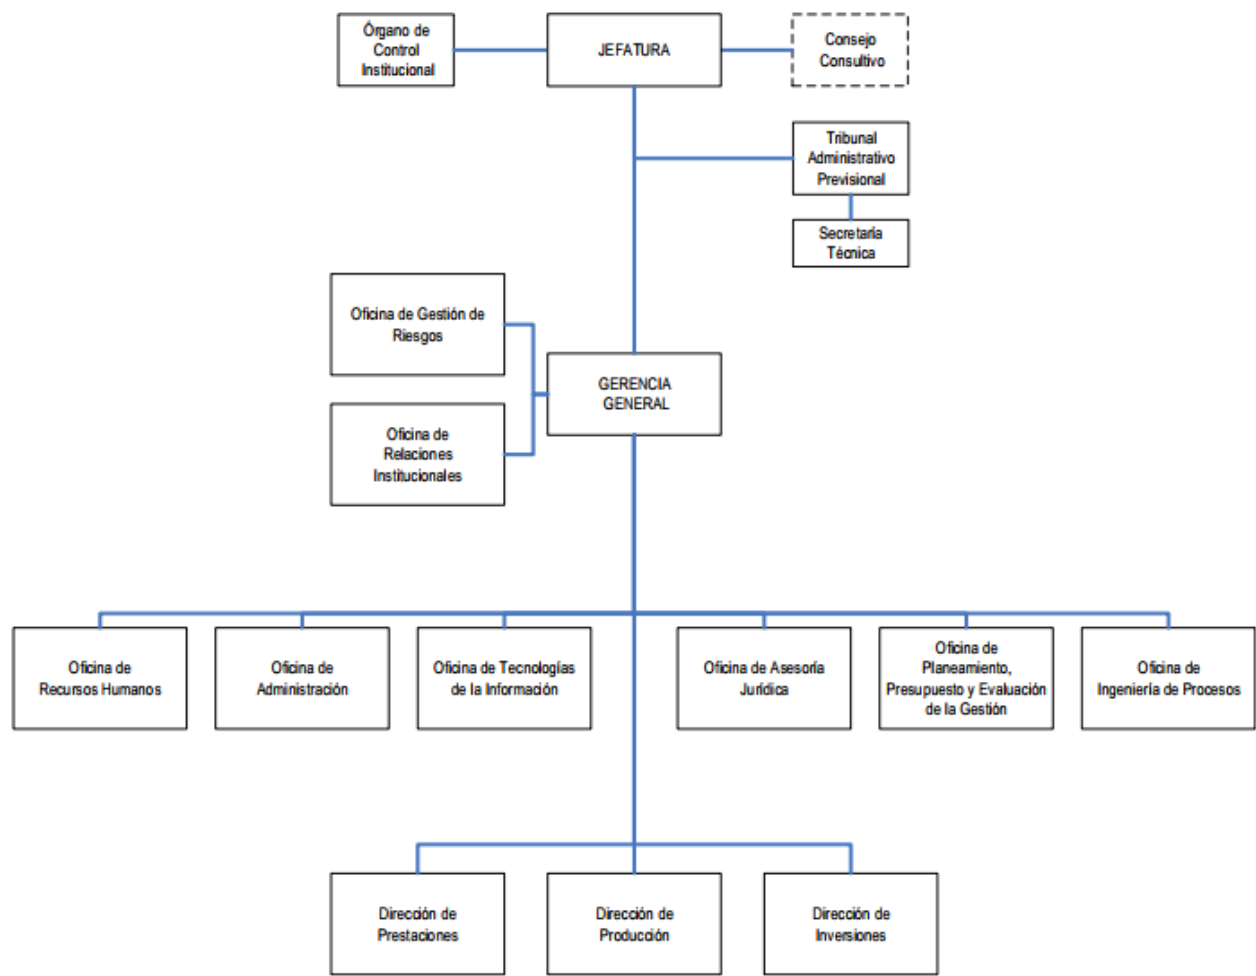 Órgano de
Control
Institucional
JEFATURA
Consejo
Consultivo
Tribunal
Administrativo
Previsional
Secretaría
Técnica
Oficina de Gestión de
Riesgos
GERENCIA
GENERAL
Oficina de
Relaciones
Institucionales
Oficina de
Recursos Humanos
Oficina de
Administración
Oficina de Tecnologías
de la Información
Oficina de Asesoría
Jurídica
Oficina de
Planeamiento,
Presupuesto y Evaluación
de la Gestión
Oficina de
Ingeniería de Procesos
Dirección de
Prestaciones
Dirección de
Producción
Dirección de
Inversiones